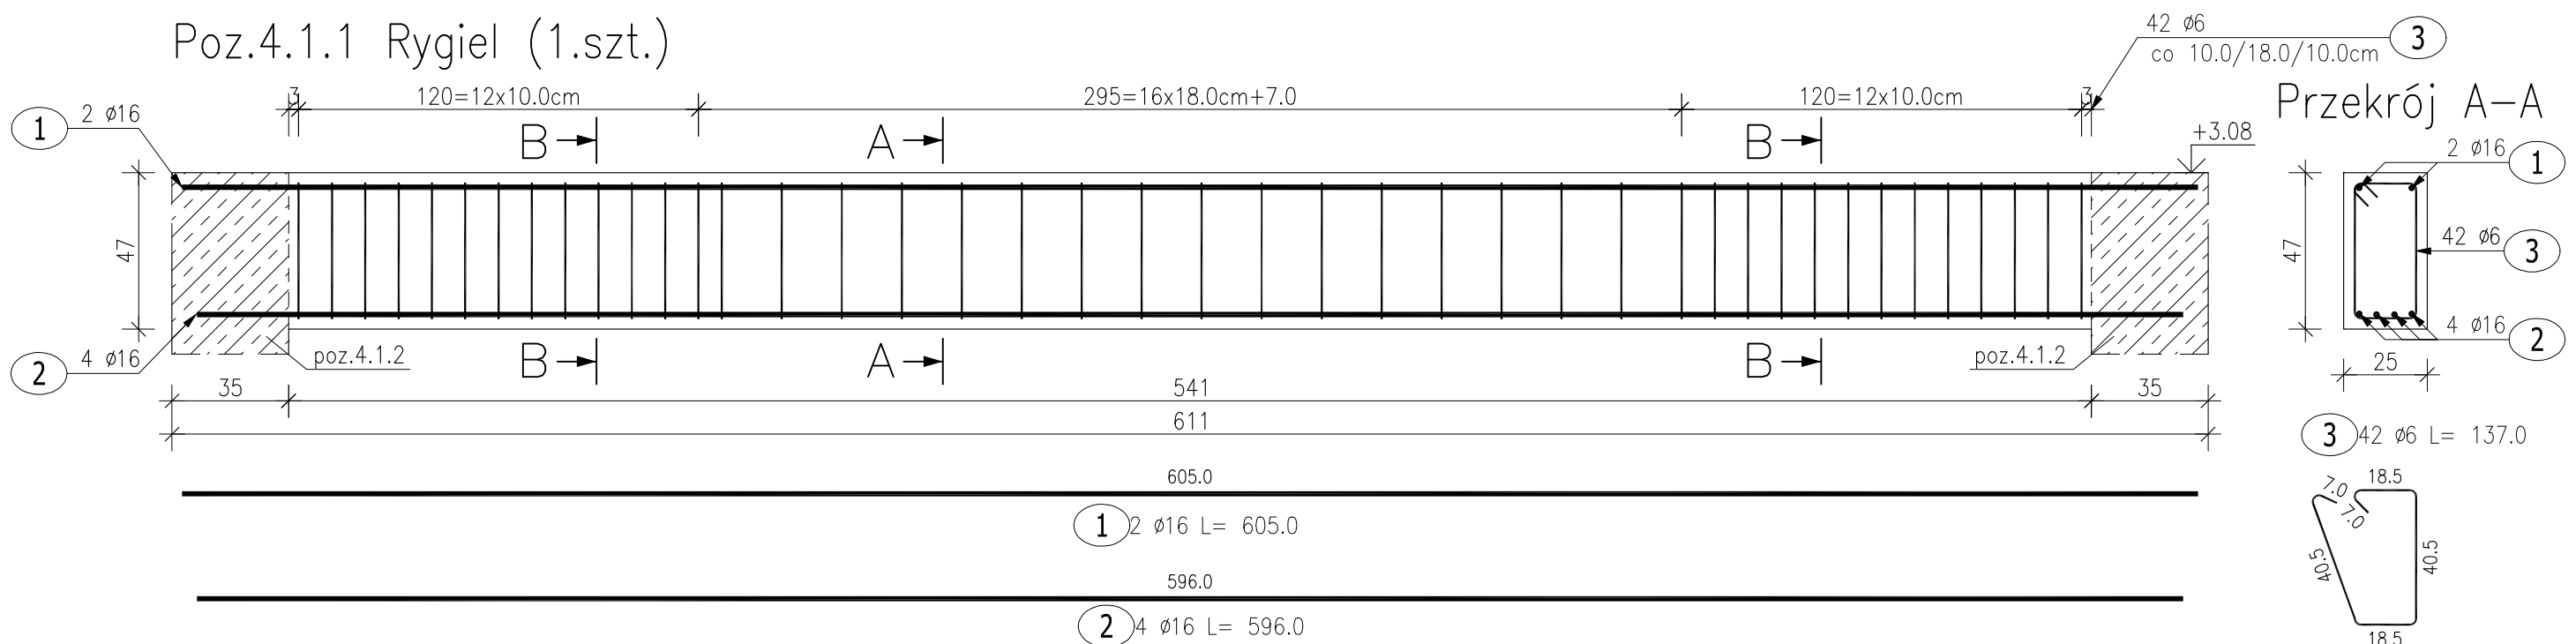 Poz.4.1.1 Rygiel (1.szt.)
42 ø6
co 10.0/18.0/10.0cm
3
3
120=12x10.0cm
295=16x18.0cm+7.0
120=12x10.0cm
3
Przekrój A-A
1
2 ø16
B
A
B
+3.08
2 ø16
1
47
47
42 ø6
3
2
4 ø16
poz.4.1.2
B
A
B
poz.4.1.2
4 ø16
2
35
541
35
25
611
3
42 ø6 L= 137.0
605.0
1
2 ø16 L= 605.0
18.5
7.0
7.0
40.5
40.5
18.5
596.0
2
4 ø16 L= 596.0